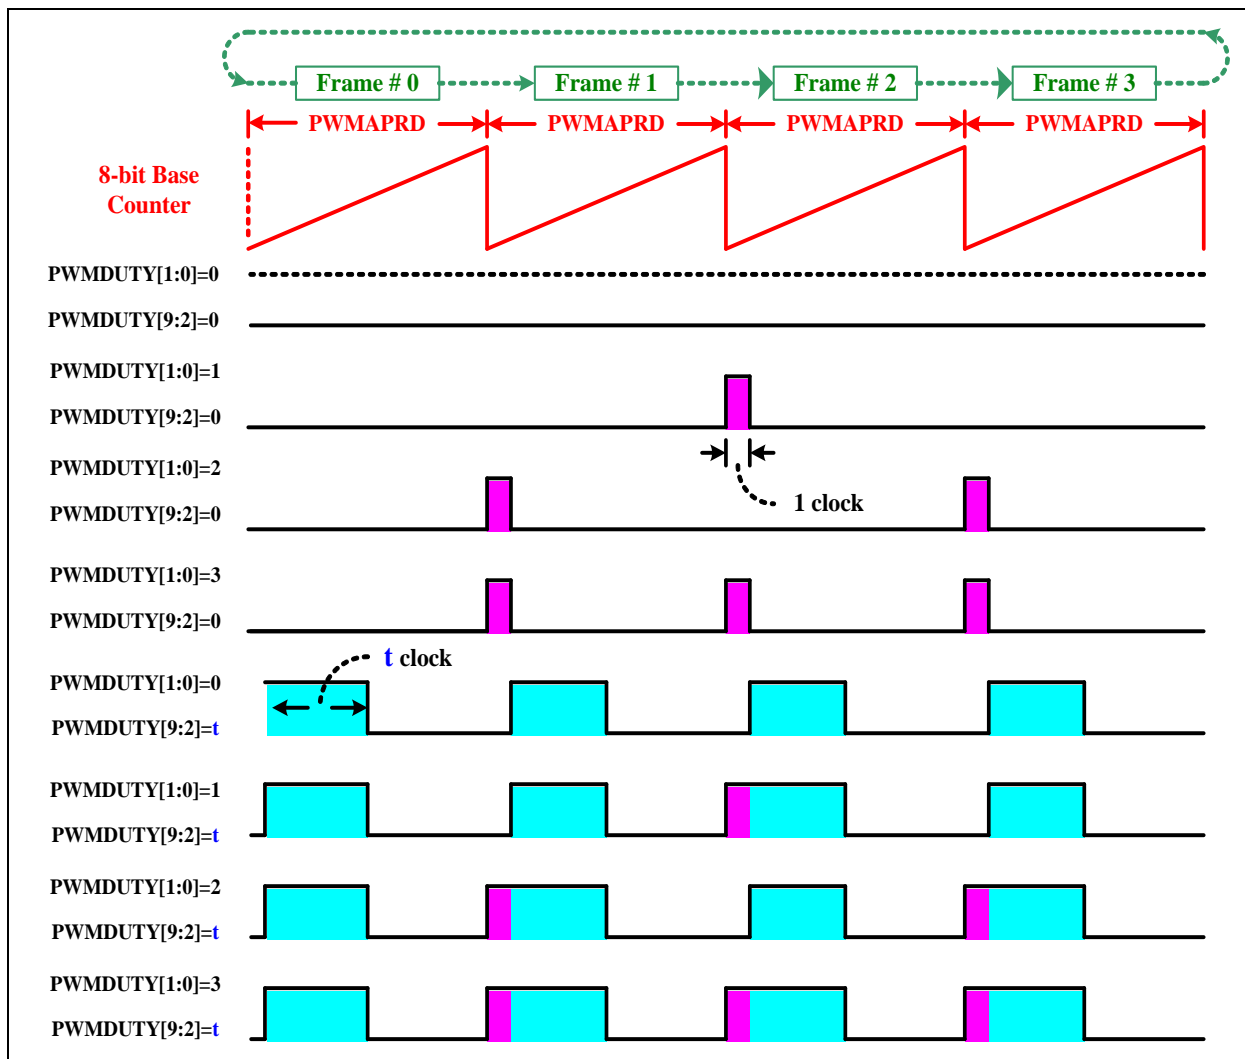 Frame # 0 Frame # 1 Frame # 2 Frame # 3
PWMAPRD PWMAPRD PWMAPRD PWMAPRD
8-bit Base
Counter
PWMDUTY[1:0]=0
PWMDUTY[9:2]=0
PWMDUTY[1:0]=1
PWMDUTY[9:2]=0
PWMDUTY[1:0]=2
1 clock
PWMDUTY[9:2]=0
PWMDUTY[1:0]=3
PWMDUTY[9:2]=0
t clock
PWMDUTY[1:0]=0
PWMDUTY[9:2]=t
PWMDUTY[1:0]=1
PWMDUTY[9:2]=t
PWMDUTY[1:0]=2
PWMDUTY[9:2]=t
PWMDUTY[1:0]=3
PWMDUTY[9:2]=t